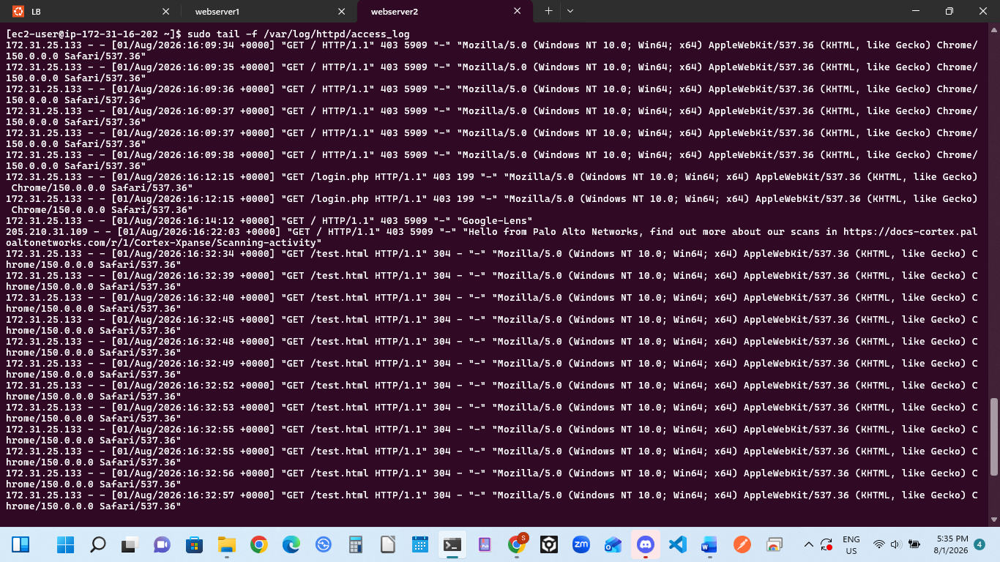 LB
webserver1
webserver2
[ec2-user@ip-172-31-16-202 ~]$ sudo tail -f /var/log/httpd/access_log
172.31.25.133 - - [01/Aug/2026:16:09:34 +0000] "GET / HTTP/1.1" 403 5909 "-" "Mozilla/5.0 (Windows NT 10.0; Win64; x64) AppleWebKit/537.36 (KHTML, like Gecko) Chrome/
150.0.0.0 Safari/537.36"
172.31.25.133 - - [01/Aug/2026:16:09:35 +0000] "GET / HTTP/1.1" 403 5909 "-" "Mozilla/5.0 (Windows NT 10.0; Win64; x64) AppleWebKit/537.36 (KHTML, like Gecko) Chrome/
150.0.0.0 Safari/537.36"
172.31.25.133 - - [01/Aug/2026:16:09:36 +0000] "GET / HTTP/1.1" 403 5909 "-" "Mozilla/5.0 (Windows NT 10.0; Win64; x64) AppleWebKit/537.36 (KHTML, like Gecko) Chrome/
150.0.0.0 Safari/537.36"
172.31.25.133 - - [01/Aug/2026:16:09:37 +0000] "GET / HTTP/1.1" 403 5909 "-" "Mozilla/5.0 (Windows NT 10.0; Win64; x64) AppleWebKit/537.36 (KHTML, like Gecko) Chrome/
150.0.0.0 Safari/537.36"
172.31.25.133 - - [01/Aug/2026:16:09:37 +0000] "GET / HTTP/1.1" 403 5909 "-" "Mozilla/5.0 (Windows NT 10.0; Win64; x64) AppleWebKit/537.36 (KHTML, like Gecko) Chrome/
150.0.0.0 Safari/537.36"
172.31.25.133 - - [01/Aug/2026:16:09:38 +0000] "GET / HTTP/1.1" 403 5909 "-" "Mozilla/5.0 (Windows NT 10.0; Win64; x64) AppleWebKit/537.36 (KHTML, like Gecko) Chrome/
150.0.0.0 Safari/537.36"
172.31.25.133 - - [01/Aug/2026:16:12:15 +0000] "GET /login.php HTTP/1.1" 403 199 "-" "Mozilla/5.0 (Windows NT 10.0; Win64; x64) AppleWebKit/537.36 (KHTML, like Gecko)
 Chrome/150.0.0.0 Safari/537.36"
172.31.25.133 - - [01/Aug/2026:16:12:15 +0000] "GET /login.php HTTP/1.1" 403 199 "-" "Mozilla/5.0 (Windows NT 10.0; Win64; x64) AppleWebKit/537.36 (KHTML, like Gecko)
 Chrome/150.0.0.0 Safari/537.36"
172.31.25.133 - - [01/Aug/2026:16:14:12 +0000] "GET / HTTP/1.1" 403 5909 "-" "Google-Lens"
205.210.31.109 - - [01/Aug/2026:16:22:03 +0000] "GET / HTTP/1.1" 403 5909 "-" "Hello from Palo Alto Networks, find out more about our scans in https://docs-cortex.pal
oaltonetworks.com/r/1/Cortex-Xpanse/Scanning-activity"
172.31.25.133 - - [01/Aug/2026:16:32:34 +0000] "GET /test.html HTTP/1.1" 304 - "-" "Mozilla/5.0 (Windows NT 10.0; Win64; x64) AppleWebKit/537.36 (KHTML, like Gecko) C
hrome/150.0.0.0 Safari/537.36"
172.31.25.133 - - [01/Aug/2026:16:32:39 +0000] "GET /test.html HTTP/1.1" 304 - "-" "Mozilla/5.0 (Windows NT 10.0; Win64; x64) AppleWebKit/537.36 (KHTML, like Gecko) C
hrome/150.0.0.0 Safari/537.36"
172.31.25.133 - - [01/Aug/2026:16:32:40 +0000] "GET /test.html HTTP/1.1" 304 - "-" "Mozilla/5.0 (Windows NT 10.0; Win64; x64) AppleWebKit/537.36 (KHTML, like Gecko) C
hrome/150.0.0.0 Safari/537.36"
172.31.25.133 - - [01/Aug/2026:16:32:45 +0000] "GET /test.html HTTP/1.1" 304 - "-" "Mozilla/5.0 (Windows NT 10.0; Win64; x64) AppleWebKit/537.36 (KHTML, like Gecko) C
hrome/150.0.0.0 Safari/537.36"
172.31.25.133 - - [01/Aug/2026:16:32:48 +0000] "GET /test.html HTTP/1.1" 304 - "-" "Mozilla/5.0 (Windows NT 10.0; Win64; x64) AppleWebKit/537.36 (KHTML, like Gecko) C
hrome/150.0.0.0 Safari/537.36"
172.31.25.133 - - [01/Aug/2026:16:32:49 +0000] "GET /test.html HTTP/1.1" 304 - "-" "Mozilla/5.0 (Windows NT 10.0; Win64; x64) AppleWebKit/537.36 (KHTML, like Gecko) C
hrome/150.0.0.0 Safari/537.36"
172.31.25.133 - - [01/Aug/2026:16:32:52 +0000] "GET /test.html HTTP/1.1" 304 - "-" "Mozilla/5.0 (Windows NT 10.0; Win64; x64) AppleWebKit/537.36 (KHTML, like Gecko) C
hrome/150.0.0.0 Safari/537.36"
172.31.25.133 - - [01/Aug/2026:16:32:53 +0000] "GET /test.html HTTP/1.1" 304 - "-" "Mozilla/5.0 (Windows NT 10.0; Win64; x64) AppleWebKit/537.36 (KHTML, like Gecko) C
hrome/150.0.0.0 Safari/537.36"
172.31.25.133 - - [01/Aug/2026:16:32:55 +0000] "GET /test.html HTTP/1.1" 304 - "-" "Mozilla/5.0 (Windows NT 10.0; Win64; x64) AppleWebKit/537.36 (KHTML, like Gecko) C
hrome/150.0.0.0 Safari/537.36"
172.31.25.133 - - [01/Aug/2026:16:32:55 +0000] "GET /test.html HTTP/1.1" 304 - "-" "Mozilla/5.0 (Windows NT 10.0; Win64; x64) AppleWebKit/537.36 (KHTML, like Gecko) C
hrome/150.0.0.0 Safari/537.36"
172.31.25.133 - - [01/Aug/2026:16:32:56 +0000] "GET /test.html HTTP/1.1" 304 - "-" "Mozilla/5.0 (Windows NT 10.0; Win64; x64) AppleWebKit/537.36 (KHTML, like Gecko) C
hrome/150.0.0.0 Safari/537.36"
172.31.25.133 - - [01/Aug/2026:16:32:57 +0000] "GET /test.html HTTP/1.1" 304 - "-" "Mozilla/5.0 (Windows NT 10.0; Win64; x64) AppleWebKit/537.36 (KHTML, like Gecko) C
hrome/150.0.0.0 Safari/537.36"
S
zm
ENG
US
5:35 PM
8/1/2026
4